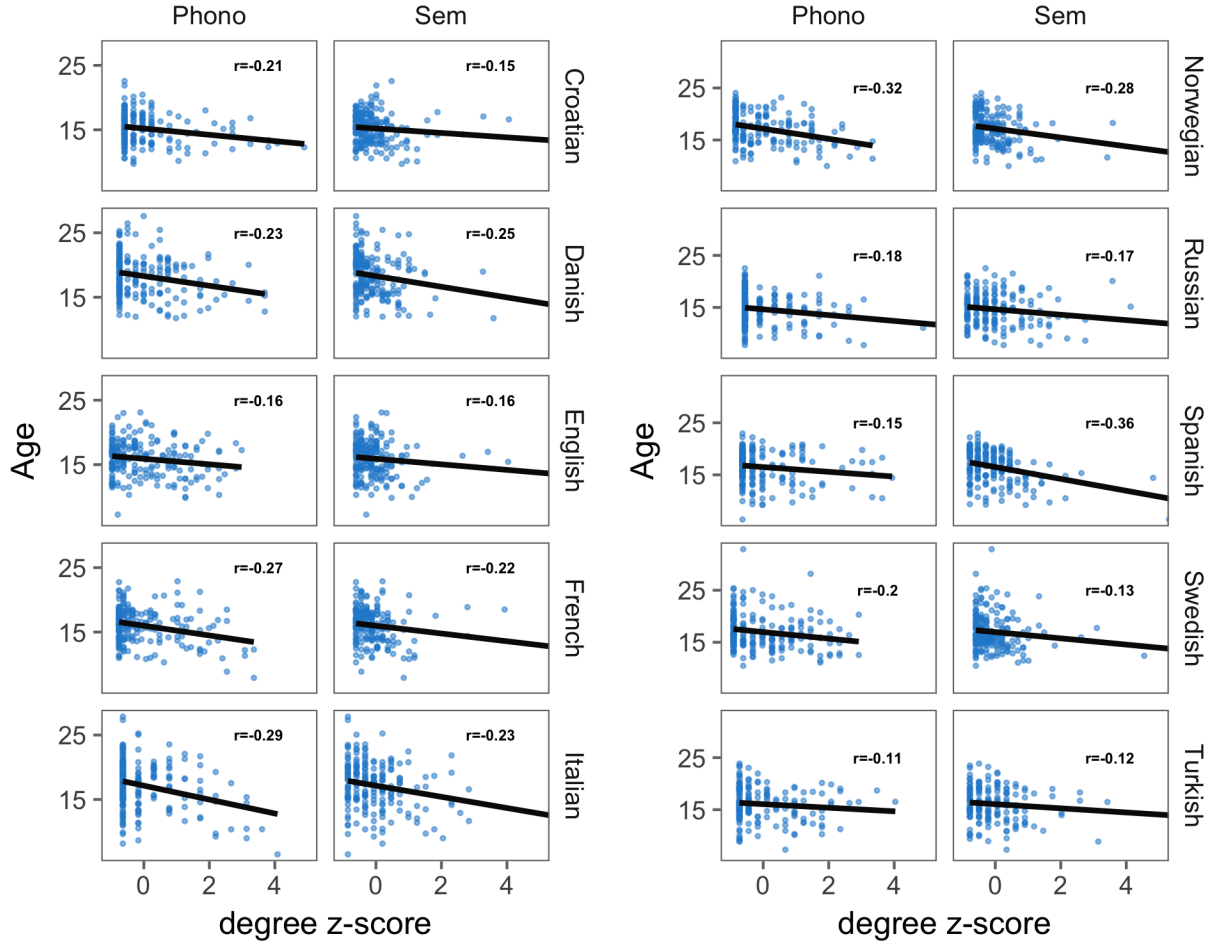 Phono Sem
25 15 r=-0.21 r=-0.15 Croatian
25 15 r=-0.23 r=-0.25 Danish
25 15 r=-0.16 r=-0.16 English
25 15 r=-0.27 r=-0.22 French
25 15 r=-0.29 r=-0.23 Italian
0 2 4 0 2 4
degree z-score
Age
Phono Sem
25 15 r=-0.32 r=-0.28 Norwegian
25 15 r=-0.18 r=-0.17 Russian
25 15 r=-0.15 r=-0.36 Spanish
25 15 r=-0.2 r=-0.13 Swedish
25 15 r=-0.11 r=-0.12 Turkish
0 2 4 0 2 4
degree z-score
Age